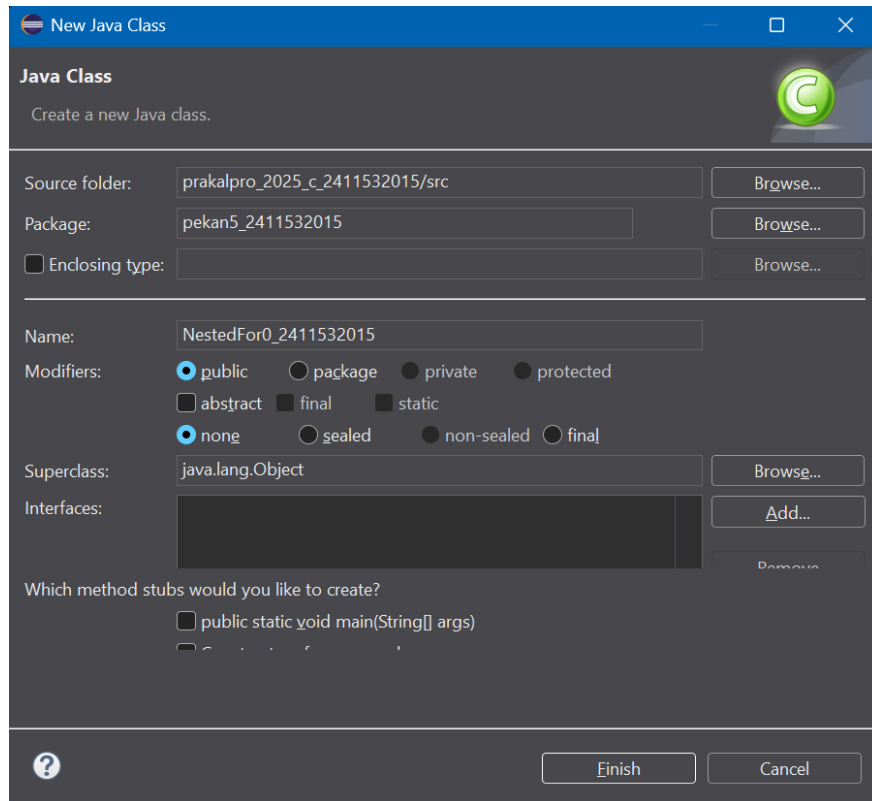 New Java Class
Java Class
Create a new Java class.
Source folder: prakalpro_2025_c_2411532015/src Browse...
Package: pekan5_2411532015 Browse...
Enclosing type: Browse...
Name: NestedFor0_2411532015
Modifiers: public package private protected
abstract final static
none sealed non-sealed final
Superclass: java.lang.Object Browse...
Interfaces: Add...
Remove
Which method stubs would you like to create?
public static void main(String[] args)
Finish Cancel